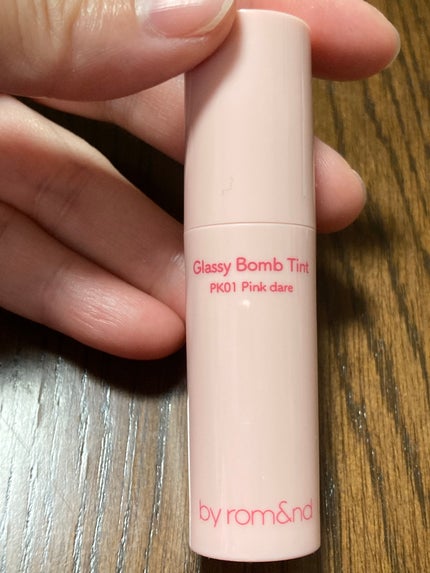 Glassy Bomb Tint
PK01 Pink dare
by rom&nd